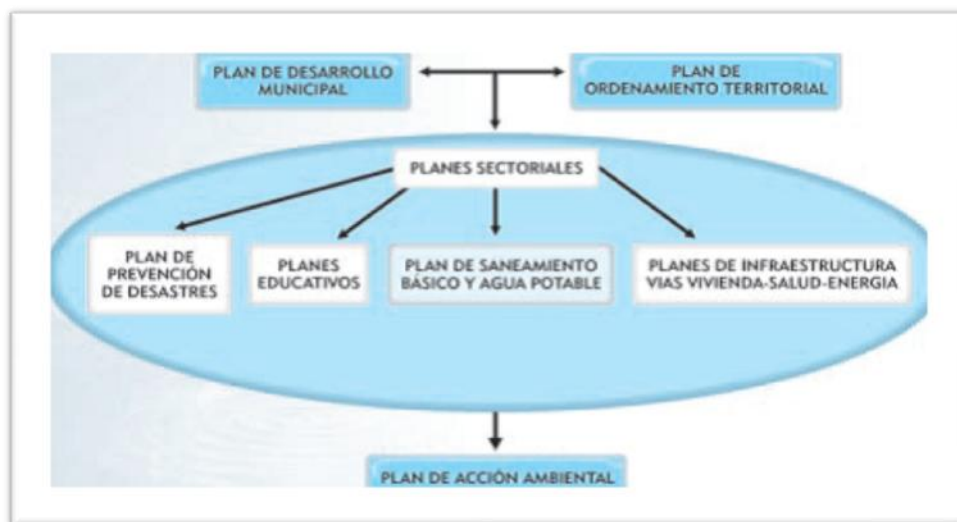 PLAN DE DESARROLLO
MUNICIPAL
PLAN DE
ORDENAMIENTO TERRITORIAL
PLANES SECTORIALES
PLAN DE
PREVENCIÓN
DE DESASTRES
PLANES
EDUCATIVOS
PLAN DE SANEAMIENTO
BÁSICO Y AGUA POTABLE
PLANES DE INFRAESTRUCTURA
VIAS VIVIENDA-SALUD-ENERGIA
PLAN DE ACCIÓN AMBIENTAL